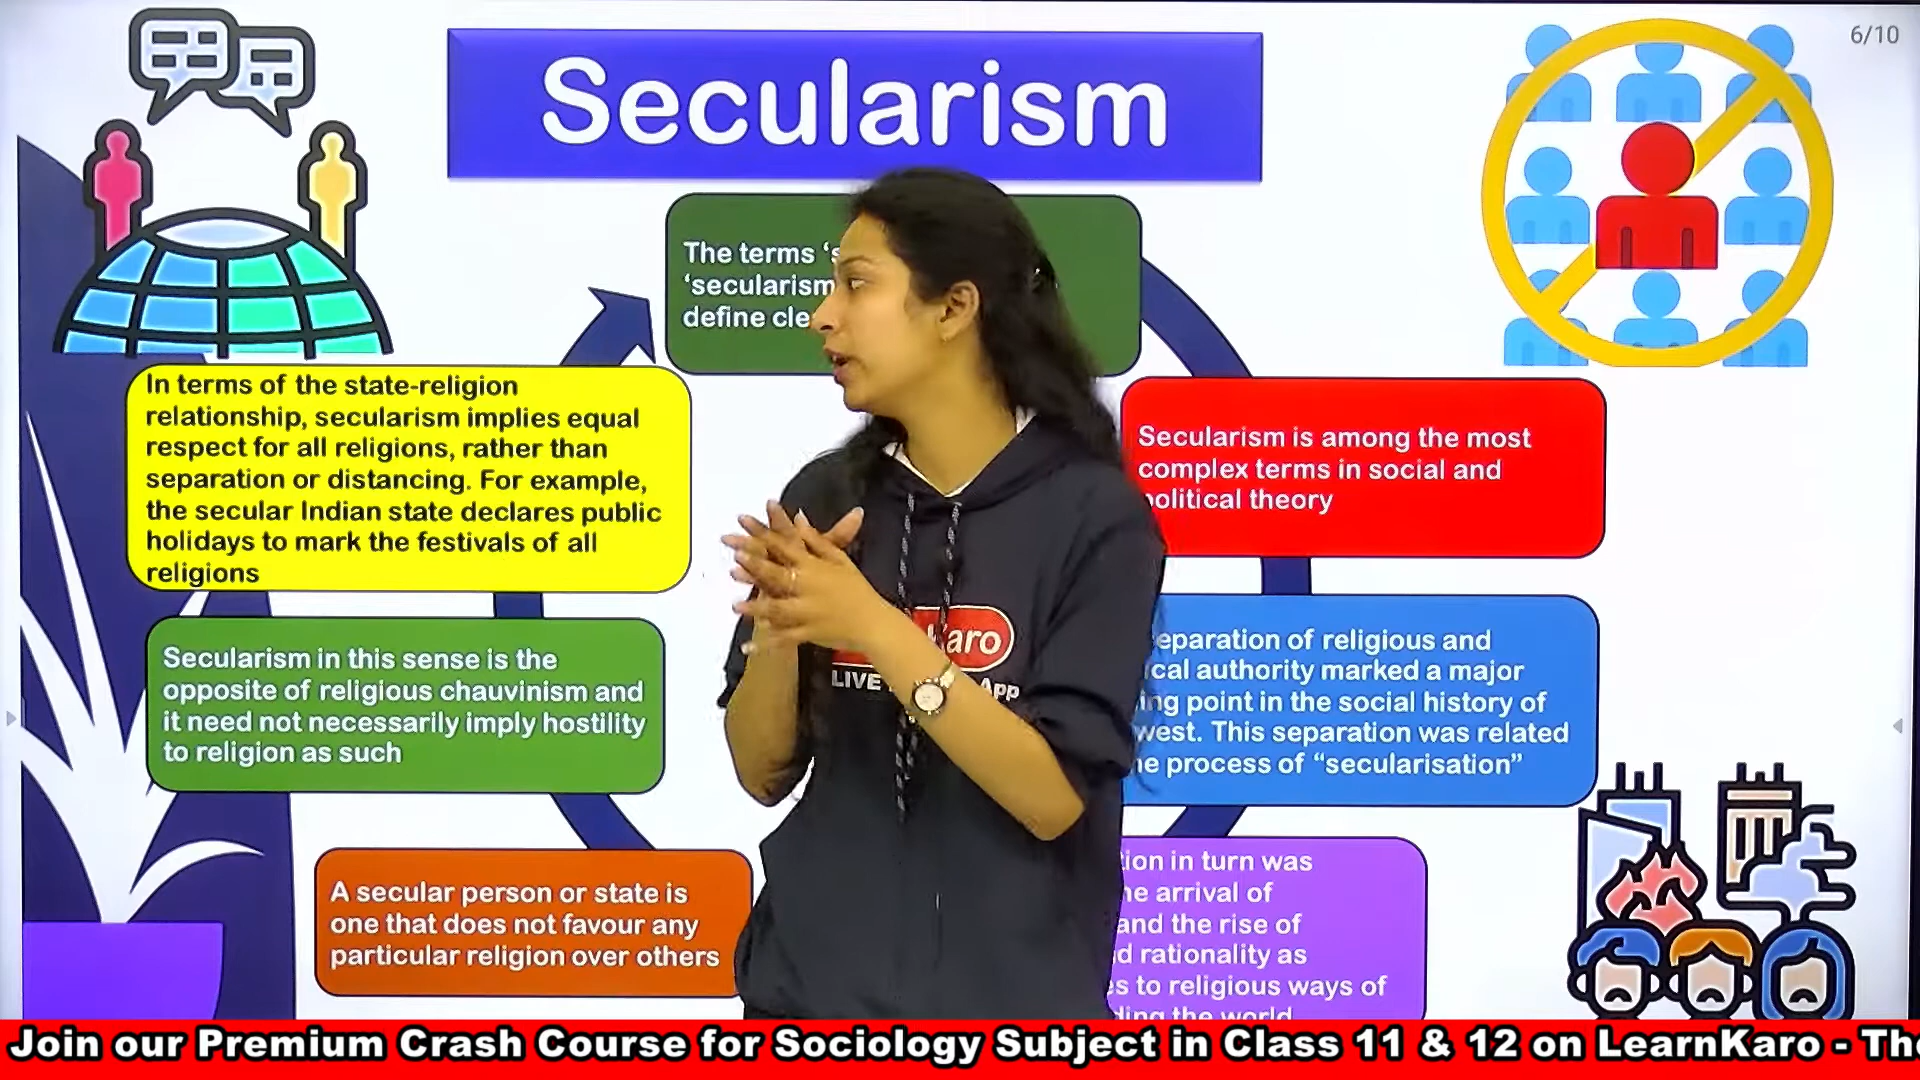 6/10
Secularism
The terms
‘secularism
define
Secularism is among the most
complex terms in social and
political theory
of religious and
authority marked a major
point in the social history of
west. This separation was related
process of “secularisation”
in turn was
arrival of
and the rise of
rationality as
to religious ways of
the world
A secular person or state is
one that does not favour any
particular religion over others
Secularism in this sense is the
opposite of religious chauvinism and
it need not necessarily imply hostility
to religion as such
In terms of the state-religion
relationship, secularism implies equal
respect for all religions, rather than
separation or distancing. For example,
the secular Indian state declares public
holidays to mark the festivals of all
religions
Karo
LIVE App
Join our Premium Crash Course for Sociology Subject in Class 11 & 12 on LearnKaro - The